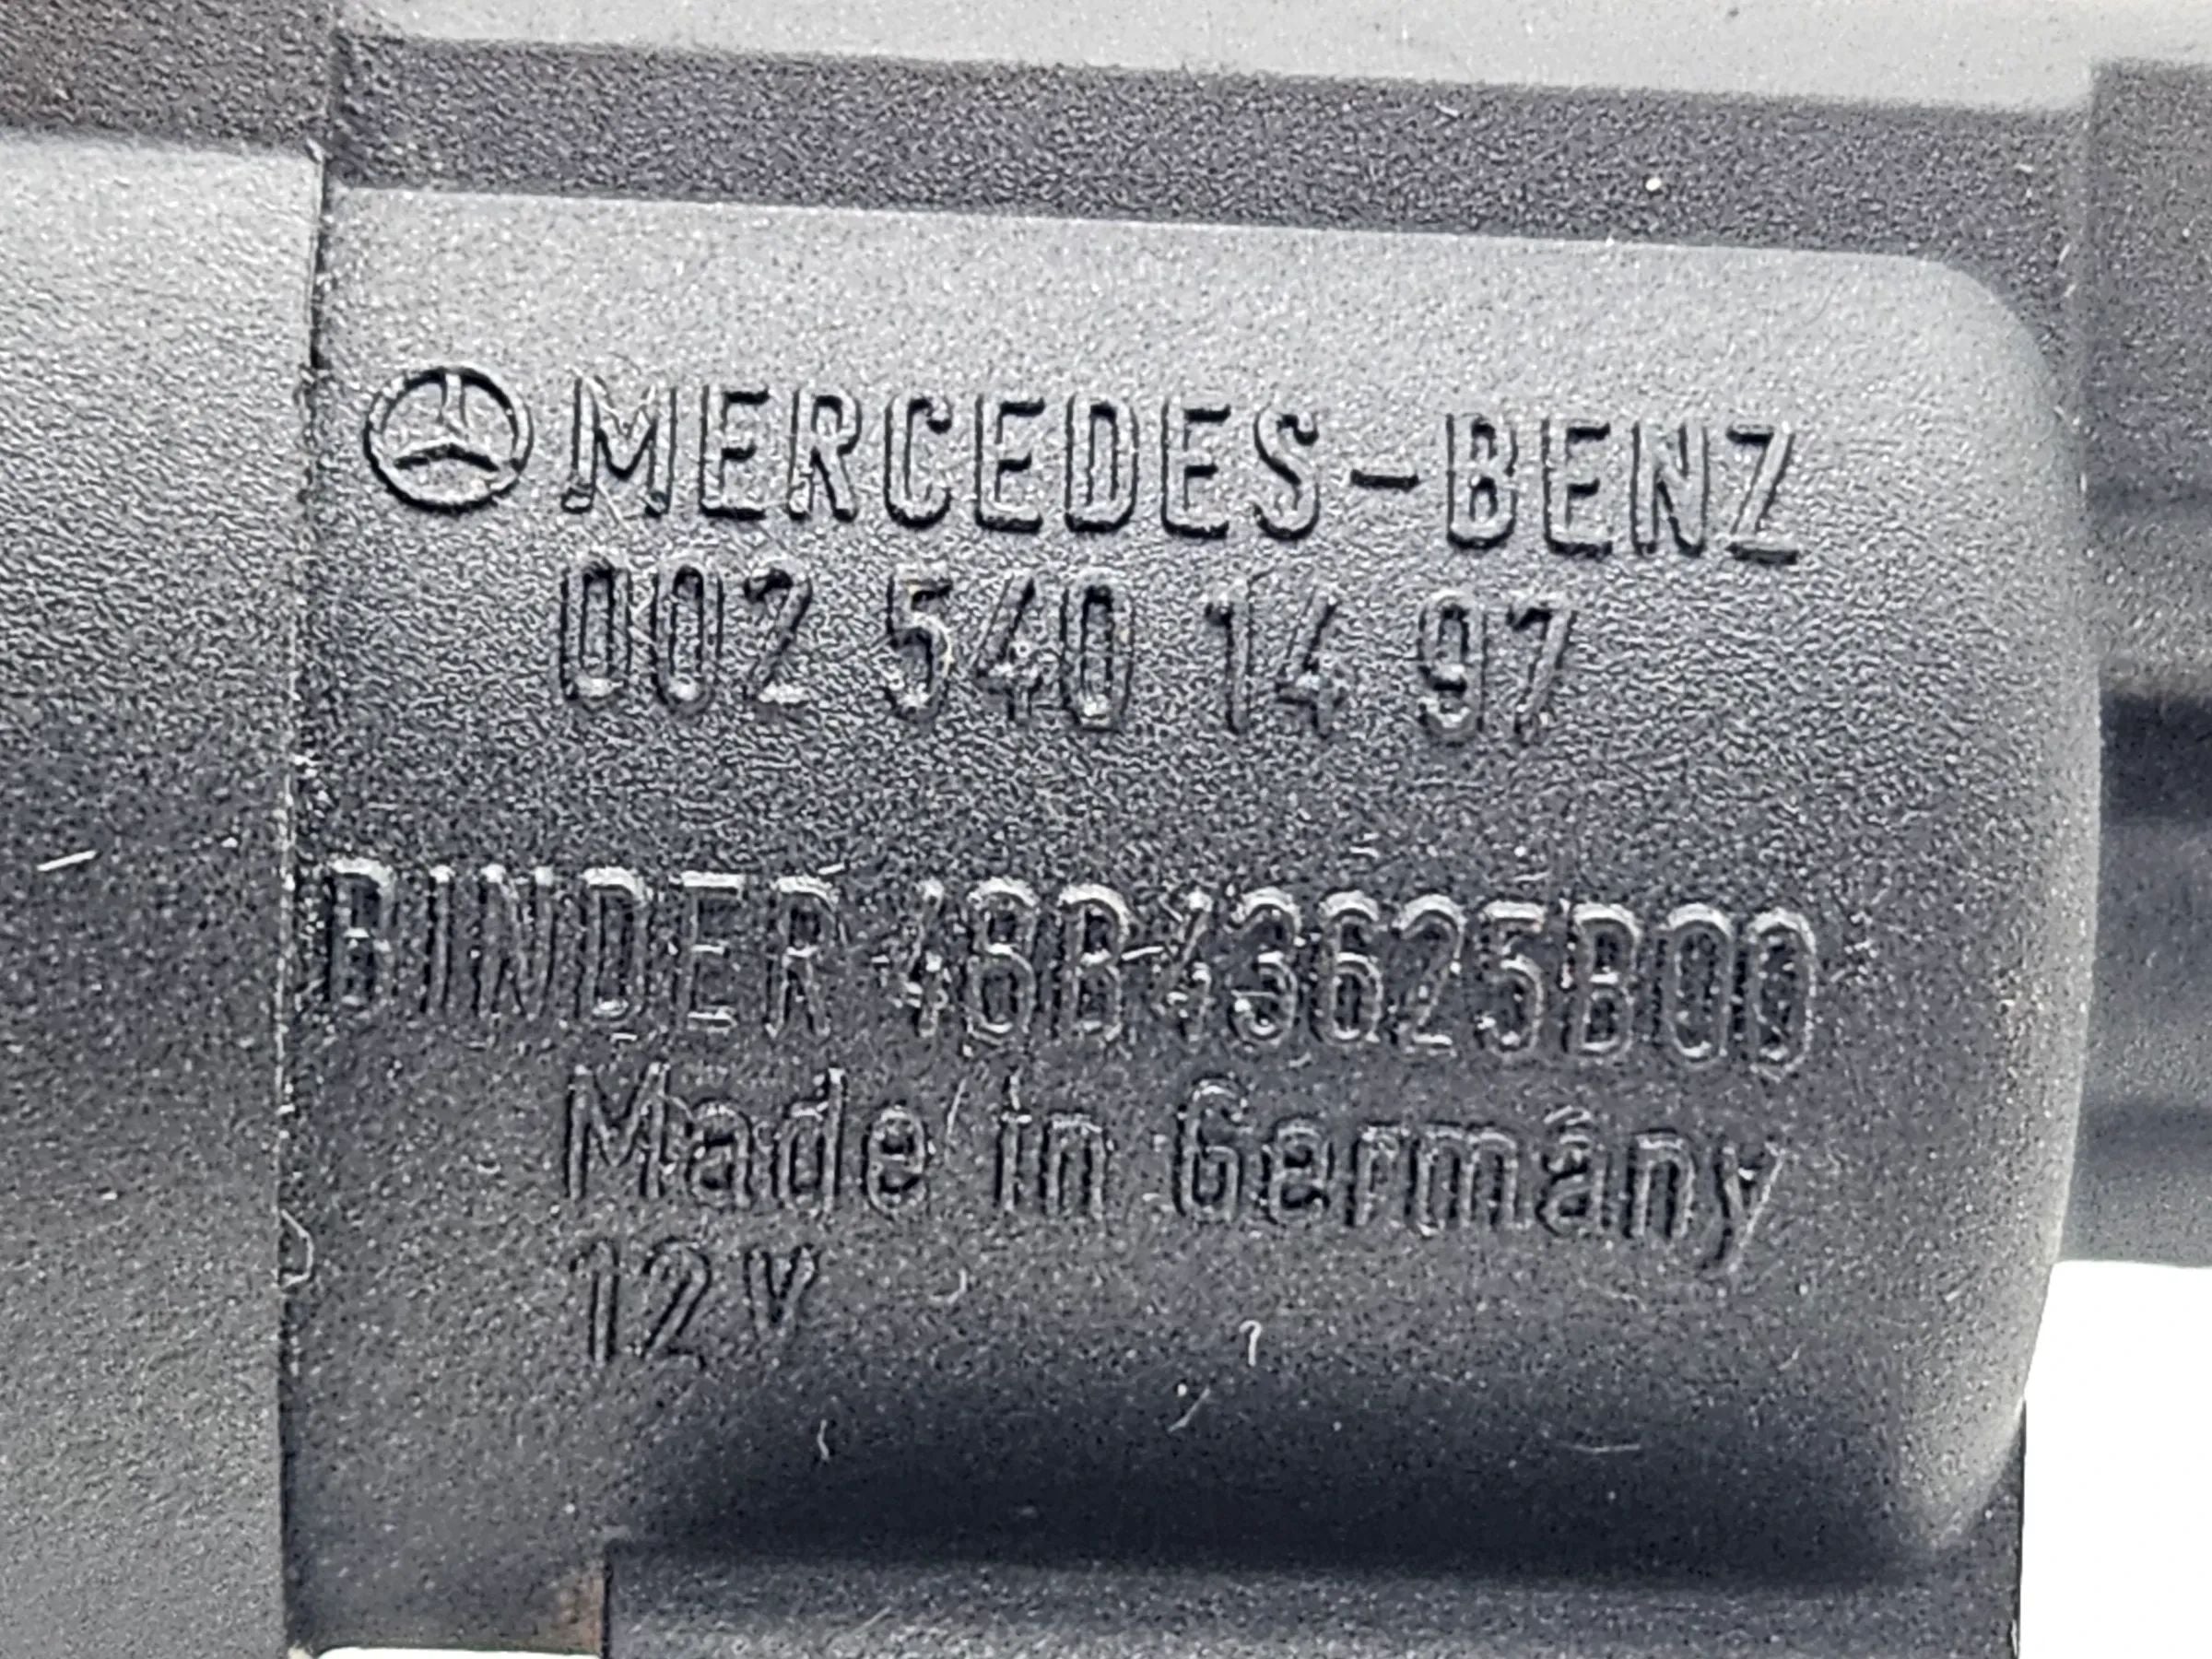 MERCEDES-BENZ
002 540 14 97
BINDER 48B43625B00
Made in Germany
12V